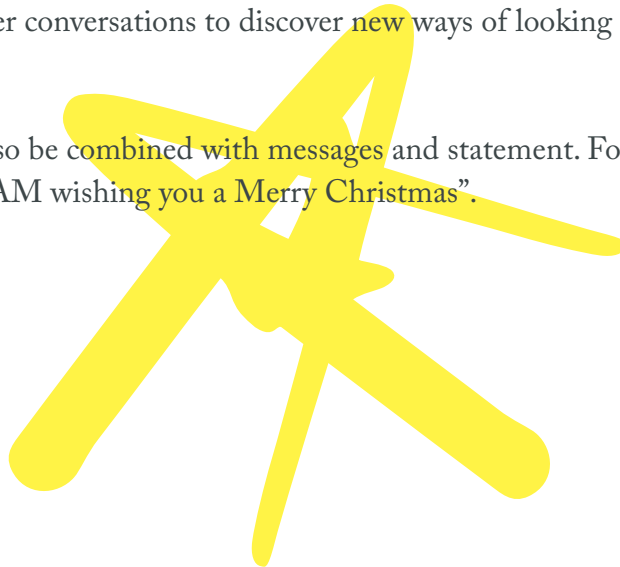 er conversations to discover new ways of looking
so be combined with messages and statement. Fo
AM wishing you a Merry Christmas”.